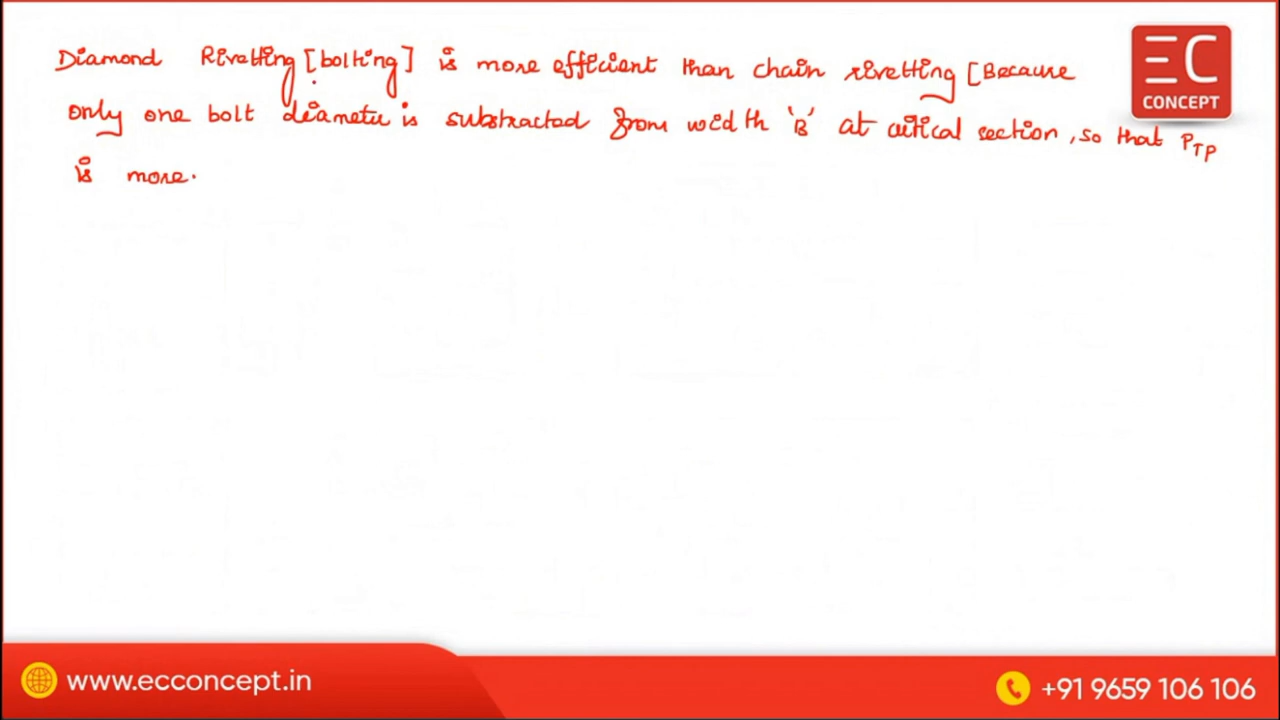 Diamond Rivetting [bolting] is more efficient than chain rivetting [Because
only one bolt diameter is substracted from width 'B' at critical section, so that PTP
is more.
EC
CONCEPT
www.ecconcept.in
+91 9659 106 106